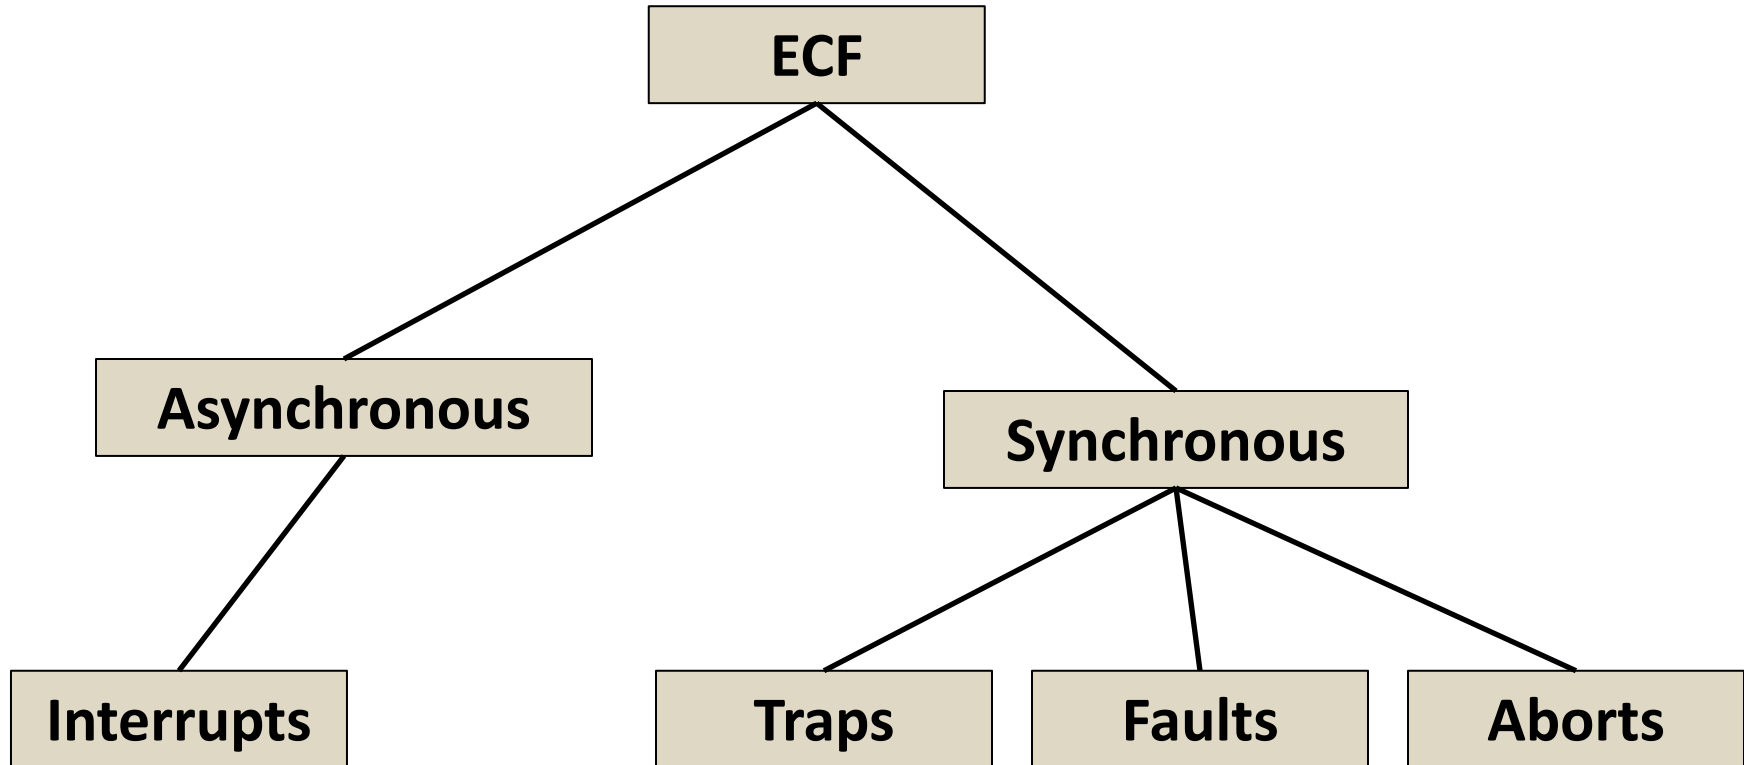 ECF
Asynchronous
Synchronous
Interrupts
Traps
Faults
Aborts